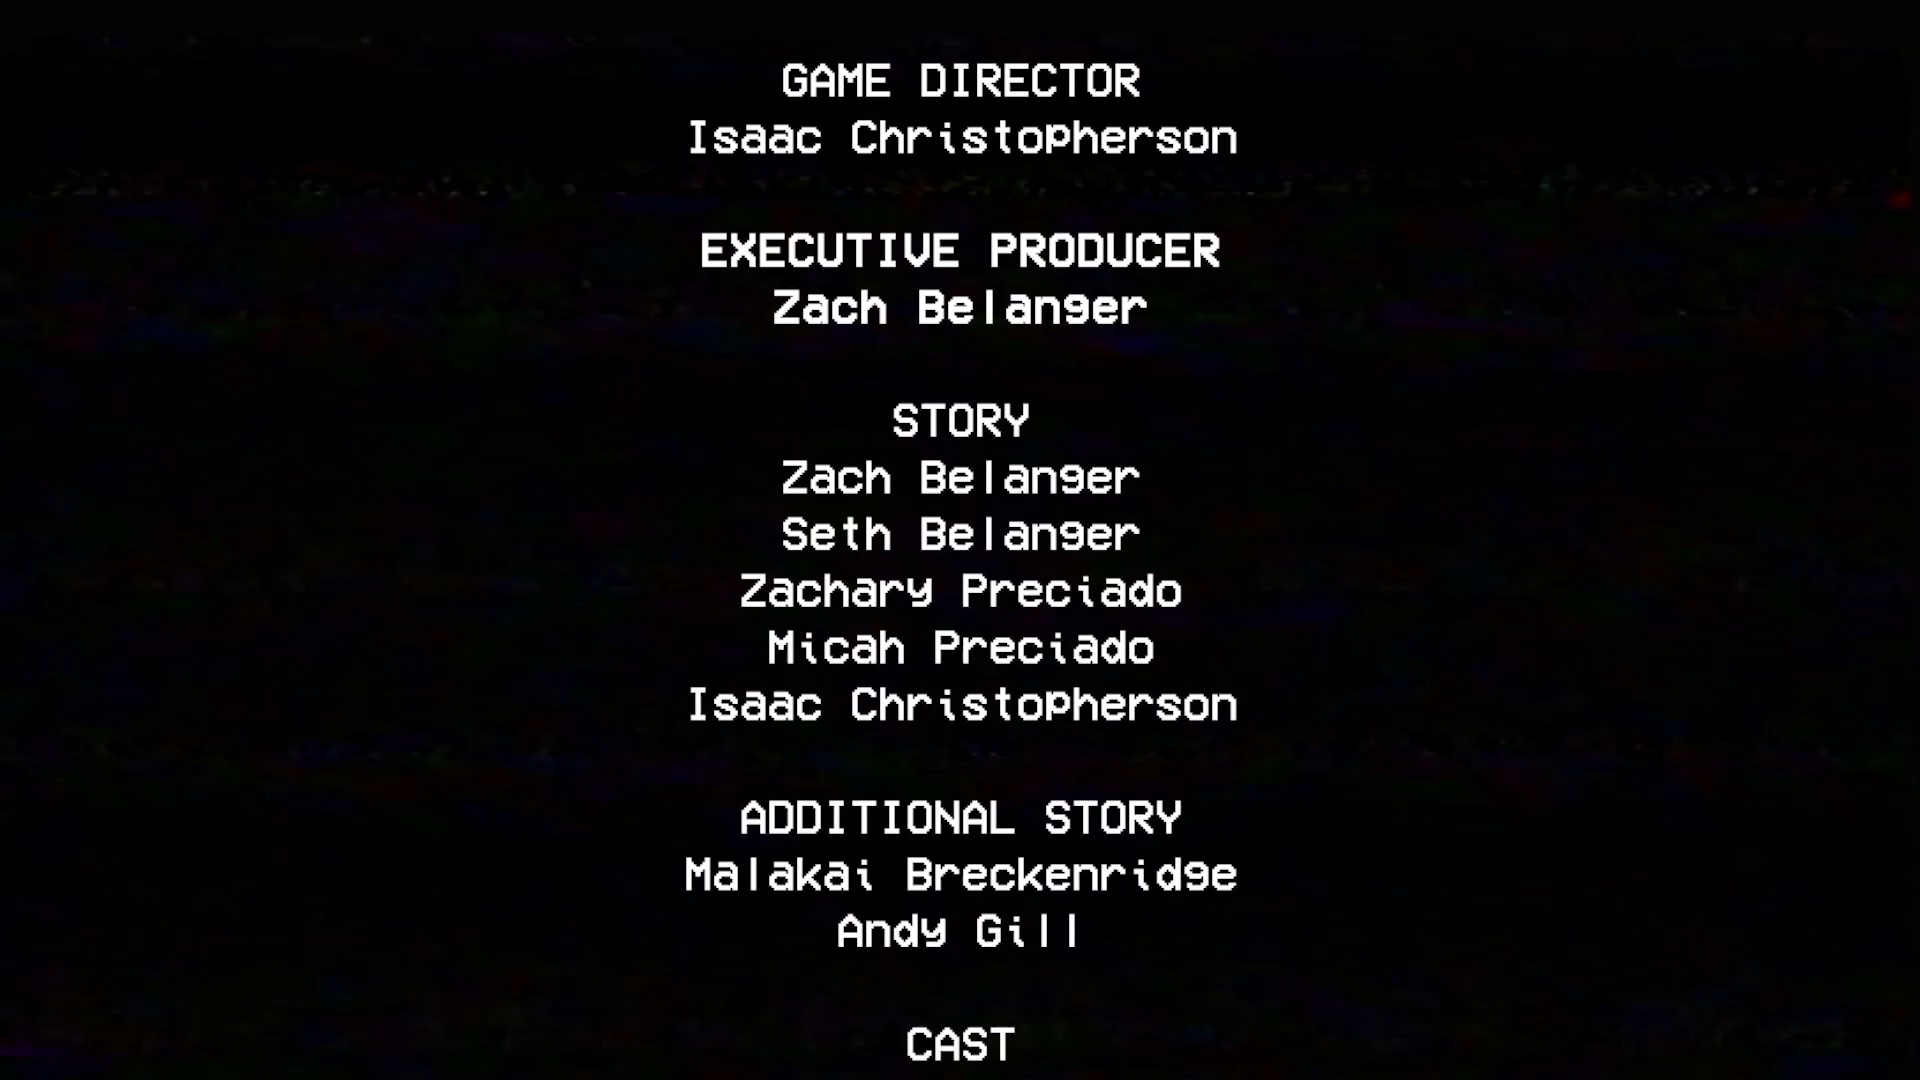 GAME DIRECTOR
Isaac Christopherson
EXECUTIVE PRODUCER
Zach Belanger
STORY
Zach Belanger
Seth Belanger
Zachary Preciado
Micah Preciado
Isaac Christopherson
ADDITIONAL STORY
Malakai Breckenridge
Andy Gill
CAST